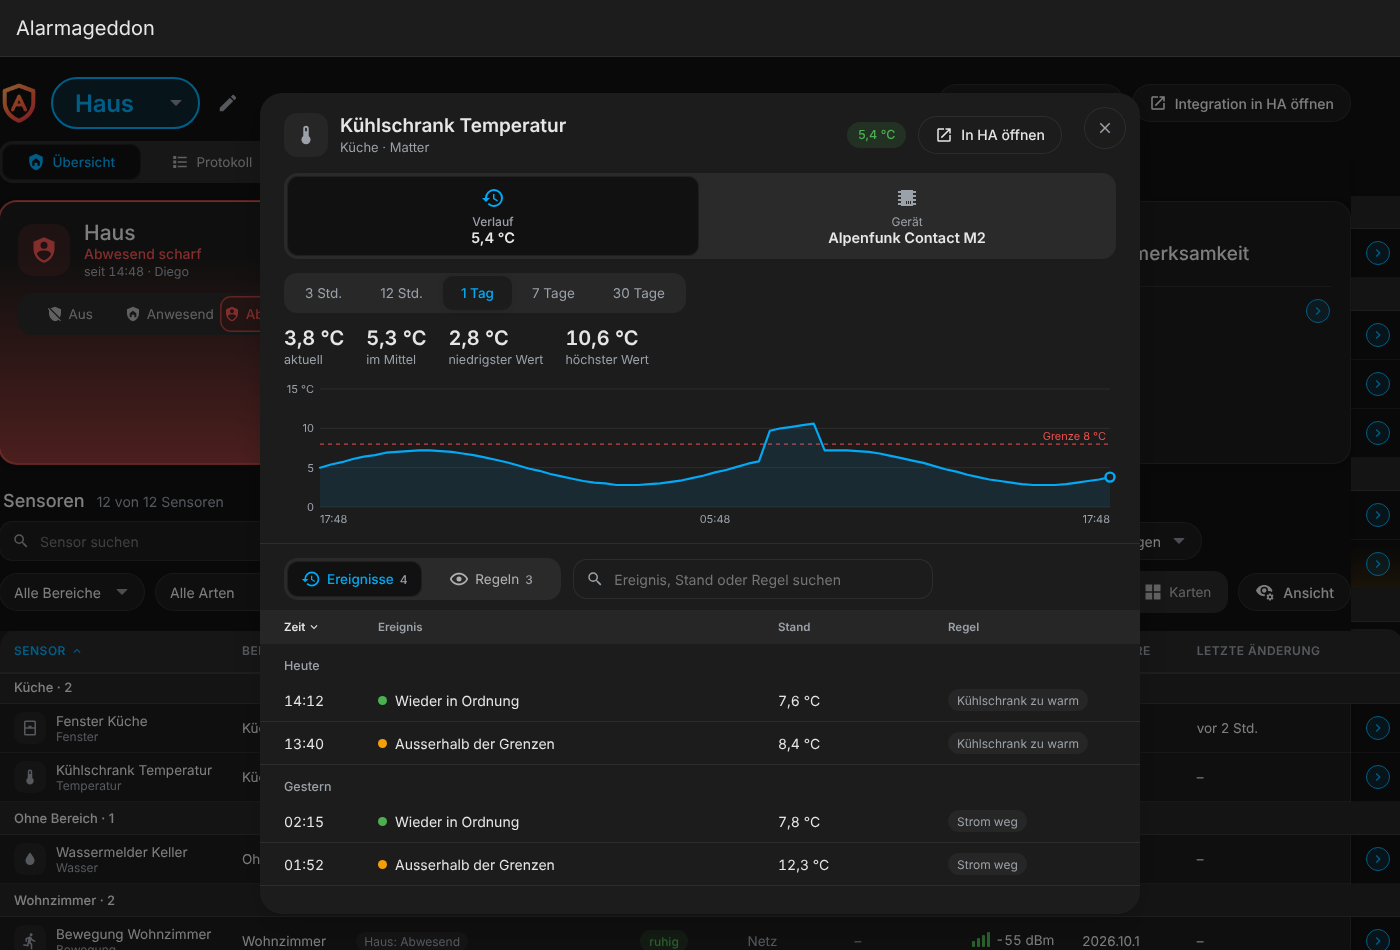 Alarmageddon
Haus
Integration in HA öffnen
Übersicht
Protokoll
Haus
Abwesend scharf
seit 14:48 · Diego
Aus
Anwesend
Ab
merksamkeit
Kühlschrank Temperatur
Küche · Matter
5,4 °C
In HA öffnen
Verlauf
5,4 °C
Gerät
Alpenfunk Contact M2
3 Std.
12 Std.
1 Tag
7 Tage
30 Tage
3,8 °C
aktuell
5,3 °C
im Mittel
2,8 °C
niedrigster Wert
10,6 °C
höchster Wert
15 °C
10
5
0
Grenze 8 °C
17:48
05:48
17:48
Ereignisse 4
Regeln 3
Ereignis, Stand oder Regel suchen
Zeit Ereignis Stand Regel
Heute
14:12 Wieder in Ordnung 7,6 °C Kühlschrank zu warm
13:40 Ausserhalb der Grenzen 8,4 °C Kühlschrank zu warm
Gestern
02:15 Wieder in Ordnung 7,8 °C Strom weg
01:52 Ausserhalb der Grenzen 12,3 °C Strom weg
Sensoren 12 von 12 Sensoren
Sensor suchen
gen
Alle Bereiche
Alle Arten
Karten
Ansicht
SENSOR BEI RE LETZTE ÄNDERUNG
Küche · 2
Fenster Küche
Fenster
Kü
vor 2 Std.
Kühlschrank Temperatur
Temperatur
Kü
–
Ohne Bereich · 1
Wassermelder Keller
Wasser
Oh
–
Wohnzimmer · 2
Bewegung Wohnzimmer
Bewegung
Wohnzimmer
Haus: Abwesend
ruhig
Netz
–
-55 dBm
2026.10.1
–